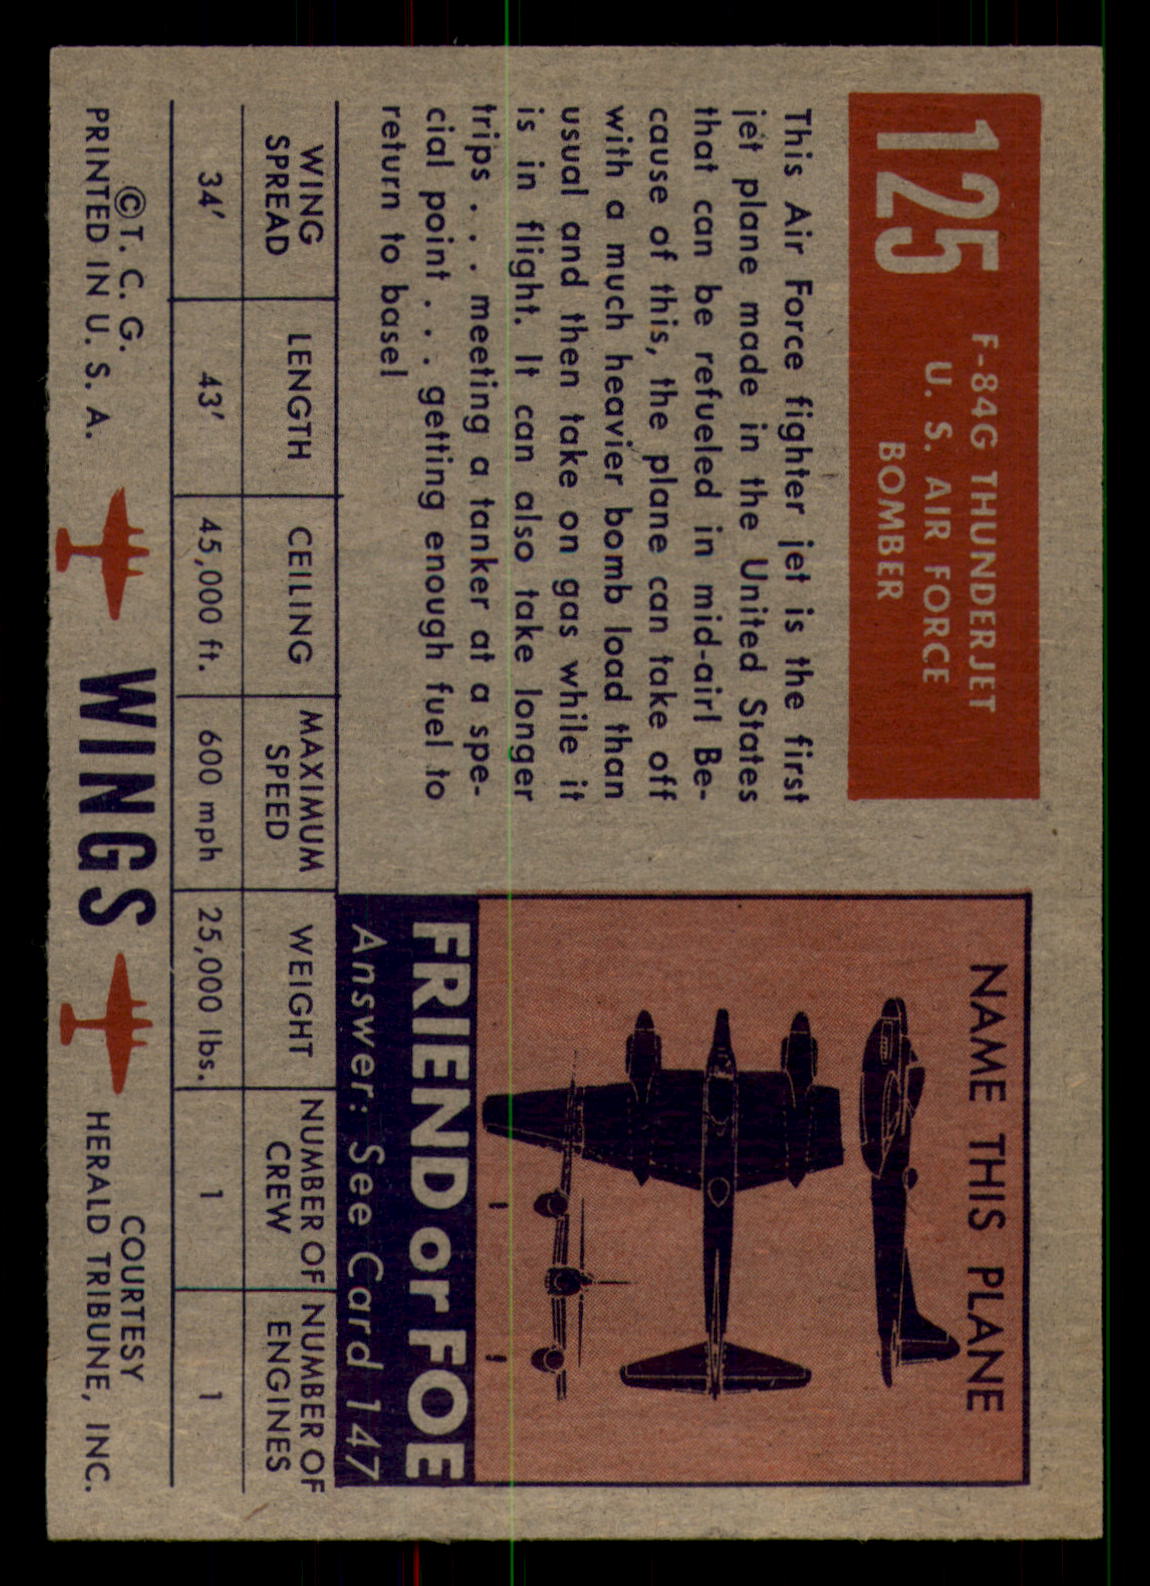 125
F-84G THUNDERJET
U. S. AIR FORCE
BOMBER
This Air Force fighter jet is the first
jet plane made in the United States
that can be refueled in mid-air! Be-
cause of this, the plane can take off
with a much heavier bomb load than
usual and then take on gas while it
is in flight. It can also take longer
trips . . . meeting a tanker at a spe-
cial point . . . getting enough fuel to
return to base!
NAME THIS PLANE
FRIEND or FOE
Answer: See Card 147
WING SPREAD LENGTH CEILING MAXIMUM SPEED WEIGHT NUMBER OF CREW NUMBER OF ENGINES
34' 43' 45,000 ft. 600 mph 25,000 lbs. 1 1
©T. C. G.
PRINTED IN U. S. A.
WINGS
COURTESY
HERALD TRIBUNE, INC.